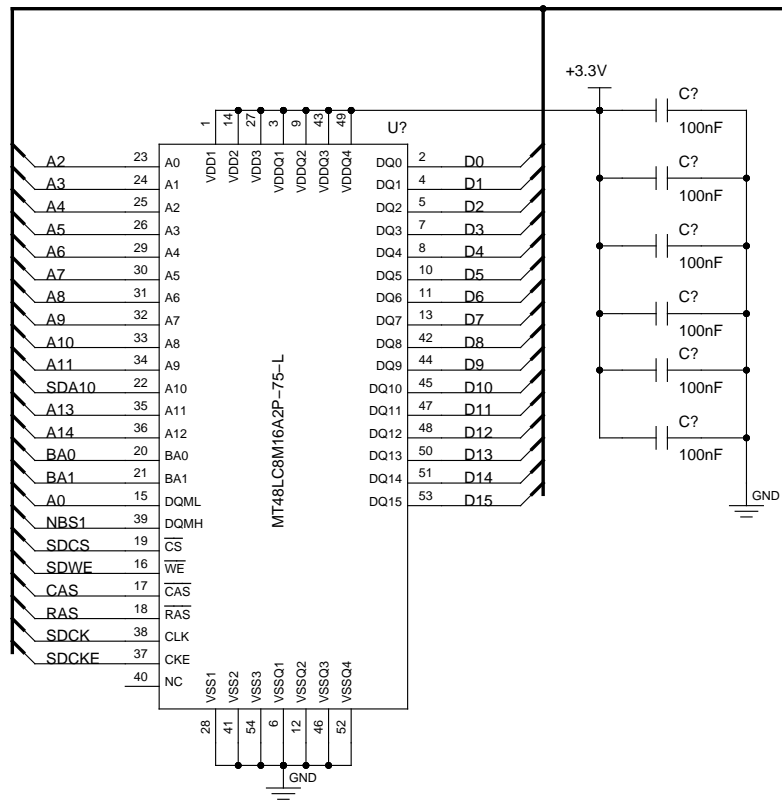 +3.3V
C?
100nF
U?
1
14
27
3
9
43
49
VDD1
VDD2
VDD3
VDDQ1
VDDQ2
VDDQ3
VDDQ4
A2 23 A0 DQ0 2 D0
A3 24 A1 DQ1 4 D1
C?
100nF
A4 25 A2 DQ2 5 D2
A5 26 A3 DQ3 7 D3
C?
100nF
A6 29 A4 DQ4 8 D4
A7 30 A5 DQ5 10 D5
A8 31 A6 DQ6 11 D6
C?
100nF
A9 32 A7 DQ7 13 D7
A10 33 A8 DQ8 42 D8
C?
100nF
A11 34 A9 DQ9 44 D9
SDA10 22 A10 DQ10 45 D10
A13 35 A11 DQ11 47 D11
C?
100nF
A14 36 A12 DQ12 48 D12
BA0 20 BA0 DQ13 50 D13
BA1 21 BA1 DQ14 51 D14
A0 15 DQML DQ15 53 D15
GND
NBS1 39 DQMH
SDCS 19 CS
SDWE 16 WE
CAS 17 CAS
RAS 18 RAS
SDCK 38 CLK
SDCKE 37 CKE
40 NC
MT48LC8M16A2P-75-L
VSS1
VSS2
VSS3
VSSQ1
VSSQ2
VSSQ3
VSSQ4
28
41
54
6
12
46
52
GND